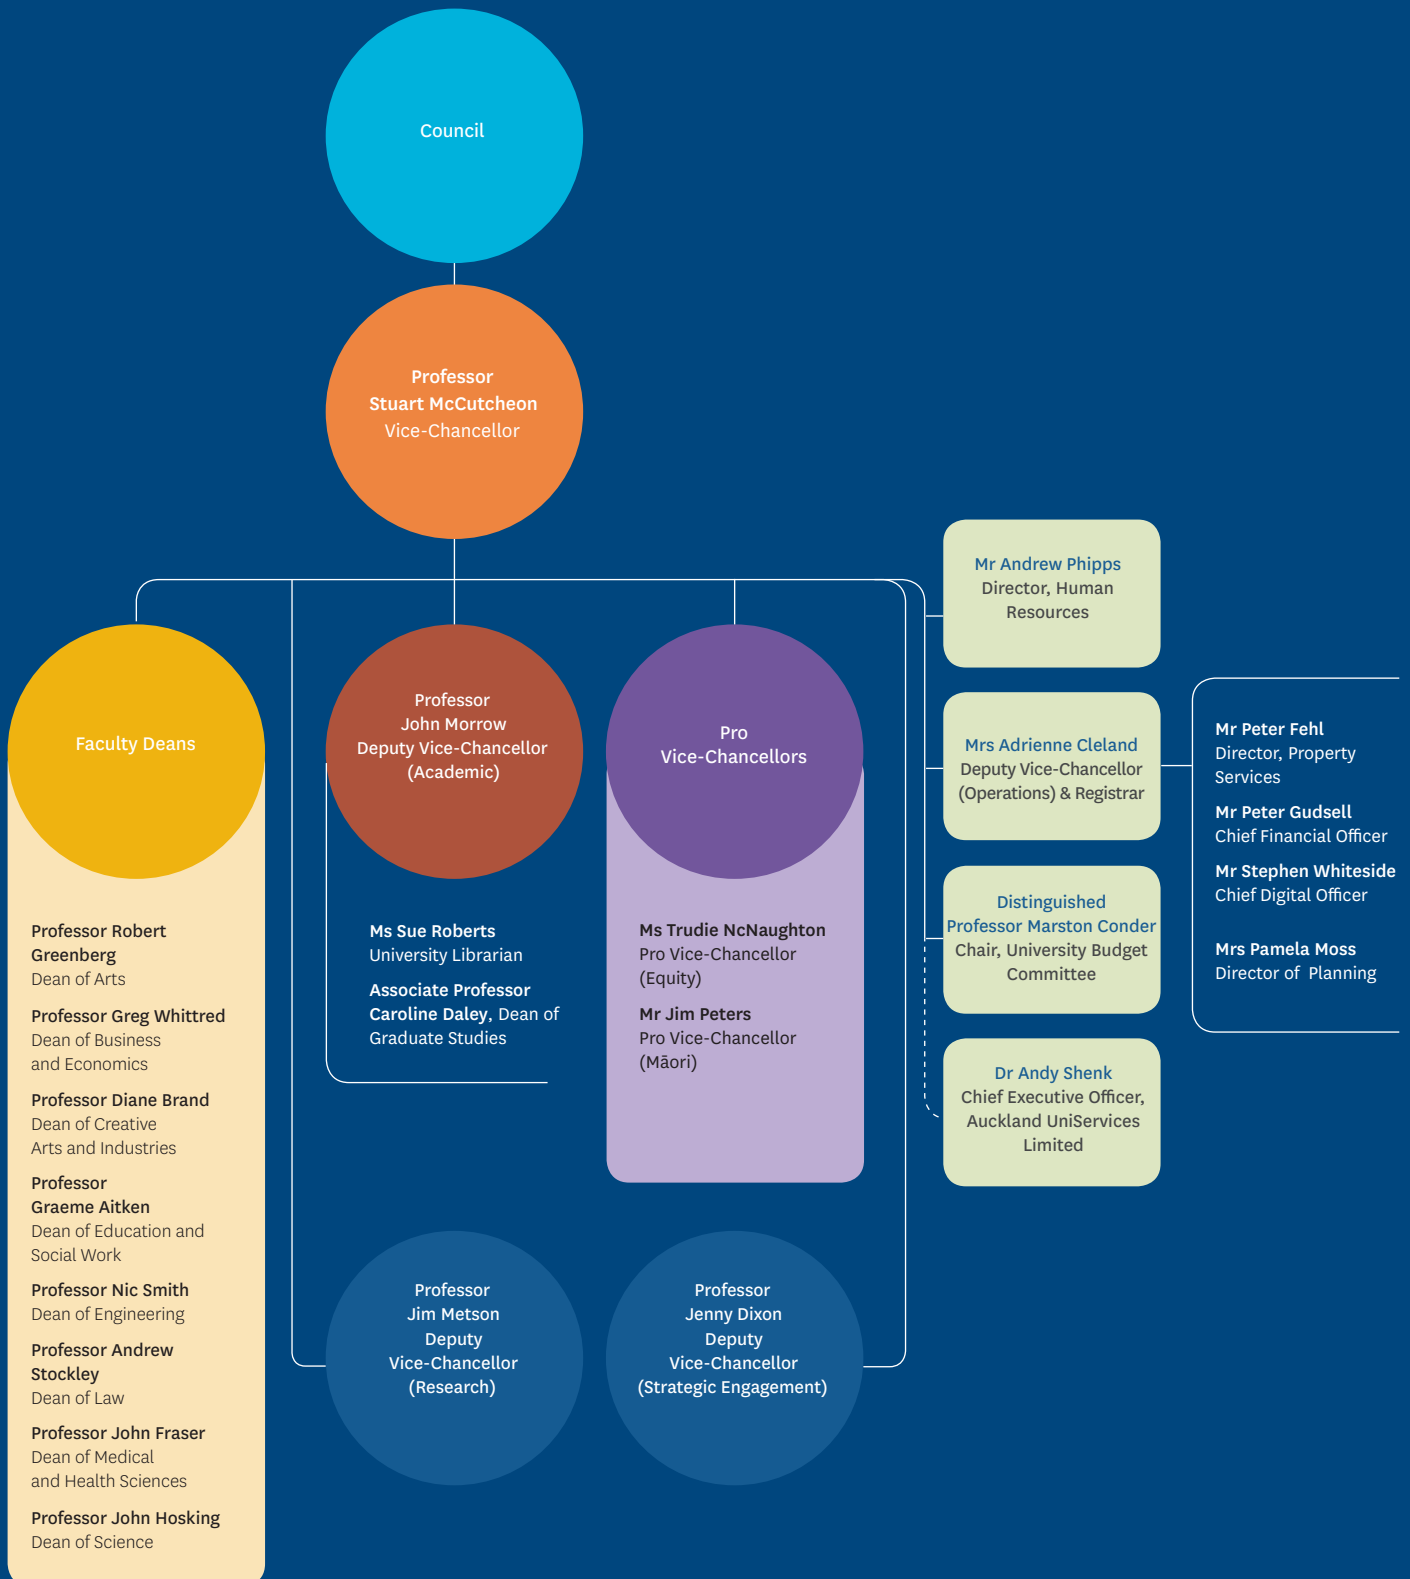 Council
Professor
Stuart McCutcheon
Vice-Chancellor
Faculty Deans
Professor Robert
Greenberg
Dean of Arts
Professor Greg Whittred
Dean of Business
and Economics
Professor Diane Brand
Dean of Creative
Arts and Industries
Professor
Graeme Aitken
Dean of Education and
Social Work
Professor Nic Smith
Dean of Engineering
Professor Andrew
Stockley
Dean of Law
Professor John Fraser
Dean of Medical
and Health Sciences
Professor John Hosking
Dean of Science
Professor
John Morrow
Deputy Vice-Chancellor
(Academic)
Ms Sue Roberts
University Librarian
Associate Professor
Caroline Daley, Dean of
Graduate Studies
Pro
Vice-Chancellors
Ms Trudie NcNaughton
Pro Vice-Chancellor
(Equity)
Mr Jim Peters
Pro Vice-Chancellor
(Māori)
Professor
Jim Metson
Deputy
Vice-Chancellor
(Research)
Professor
Jenny Dixon
Deputy
Vice-Chancellor
(Strategic Engagement)
Mr Andrew Phipps
Director, Human
Resources
Mrs Adrienne Cleland
Deputy Vice-Chancellor
(Operations) & Registrar
Distinguished
Professor Marston Conder
Chair, University Budget
Committee
Dr Andy Shenk
Chief Executive Officer,
Auckland UniServices
Limited
Mr Peter Fehl
Director, Property
Services
Mr Peter Gudsell
Chief Financial Officer
Mr Stephen Whiteside
Chief Digital Officer
Mrs Pamela Moss
Director of Planning